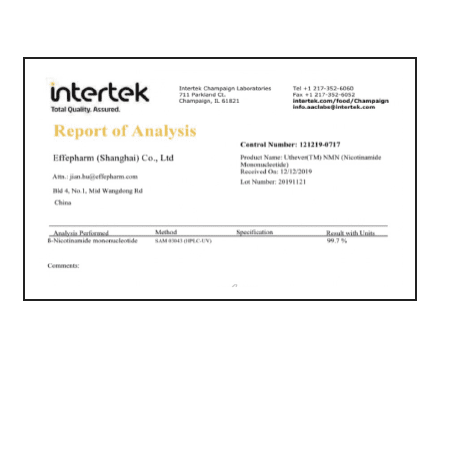 intertek
Total Quality. Assured.
Intertek Champaign Laboratories
711 Parkland Ct.
Champaign, IL 61821
Tel +1 217-352-6060
Fax +1 217-352-6052
intertek.com/food/Champaign
info.aaclabs@intertek.com
Report of Analysis
Effepharm (Shanghai) Co., Ltd
Attn.: jian.hu@effepharm.com
Bld 4, No.1, Mid Wangdong Rd
China
Control Number: 121219-0717
Product Name: Uthever(TM) NMN (Nicotinamide
Mononucleotide)
Received On: 12/12/2019
Lot Number: 20191121
Analysis Performed Method Specification Result with Units
ß-Nicotinamide mononucleotide (HPLC-UV) 99.7 %
Comments: